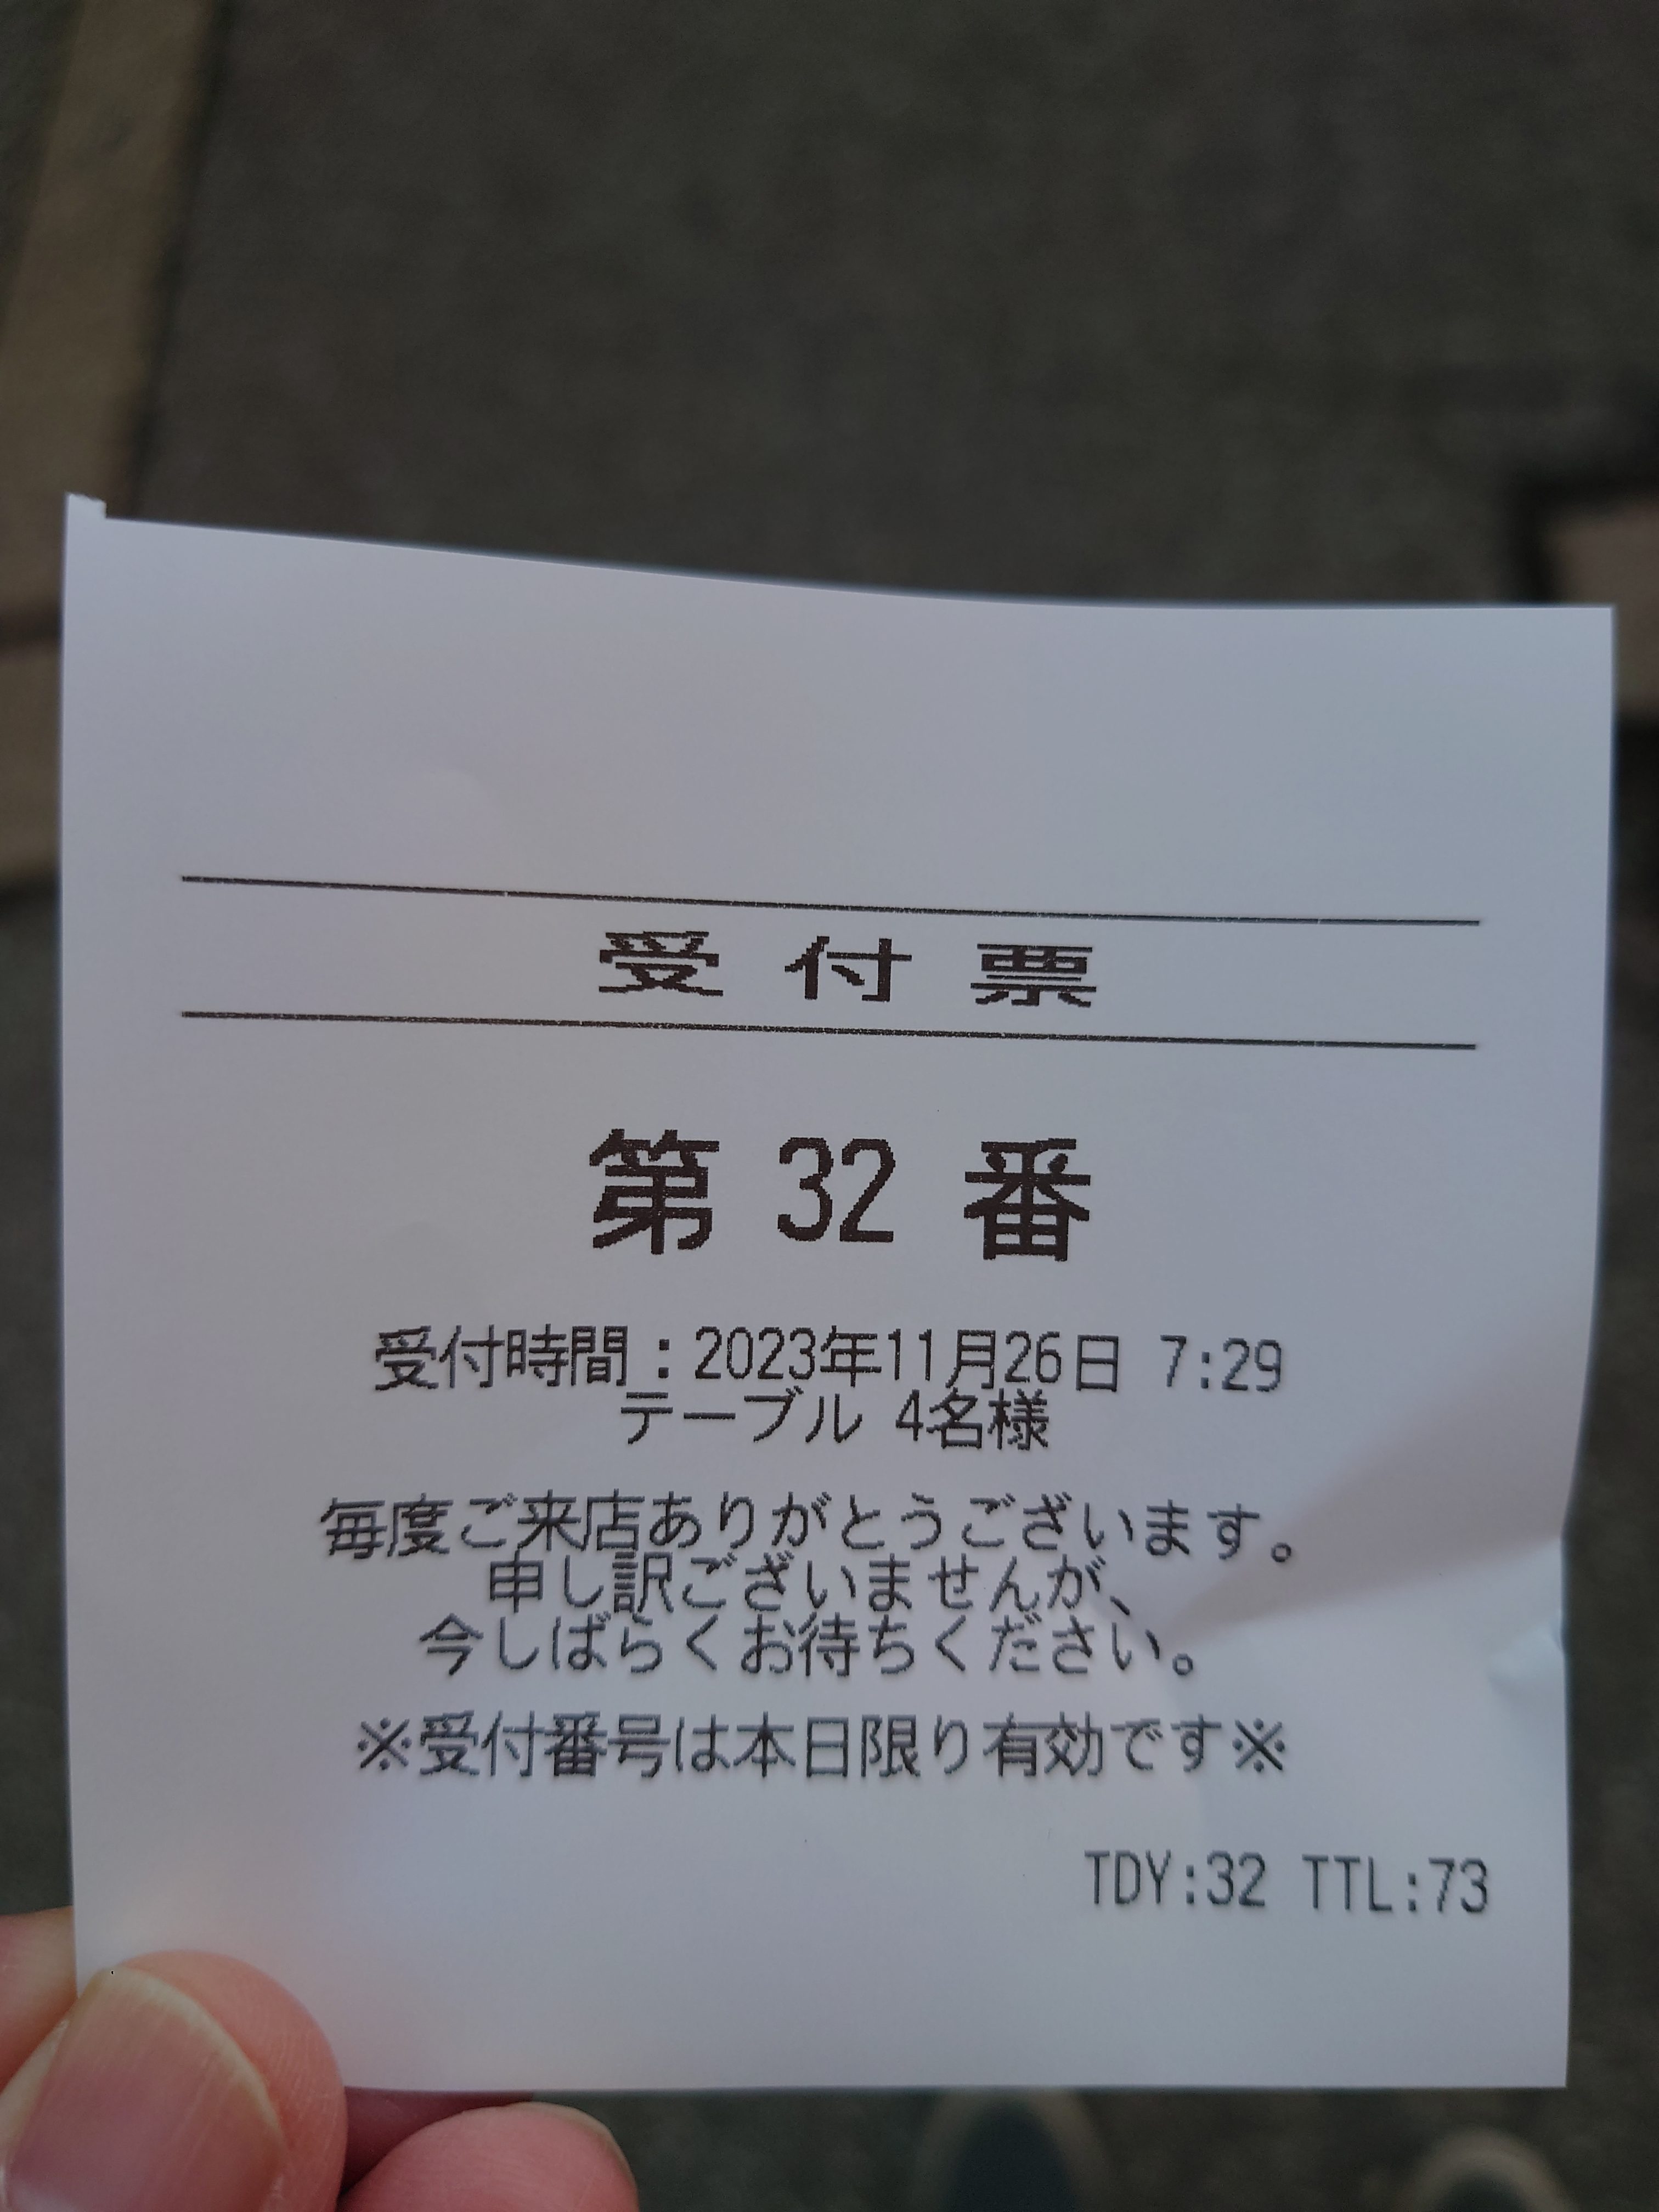 受付票
第 32 番
受付時間：2023年11月26日 7:29
テーブル 4名様
毎度ご来店ありがとうございます。
申し訳ございませんが、
今しばらくお待ちください。
※受付番号は本日限り有効です※
TDY:32 TTL:73